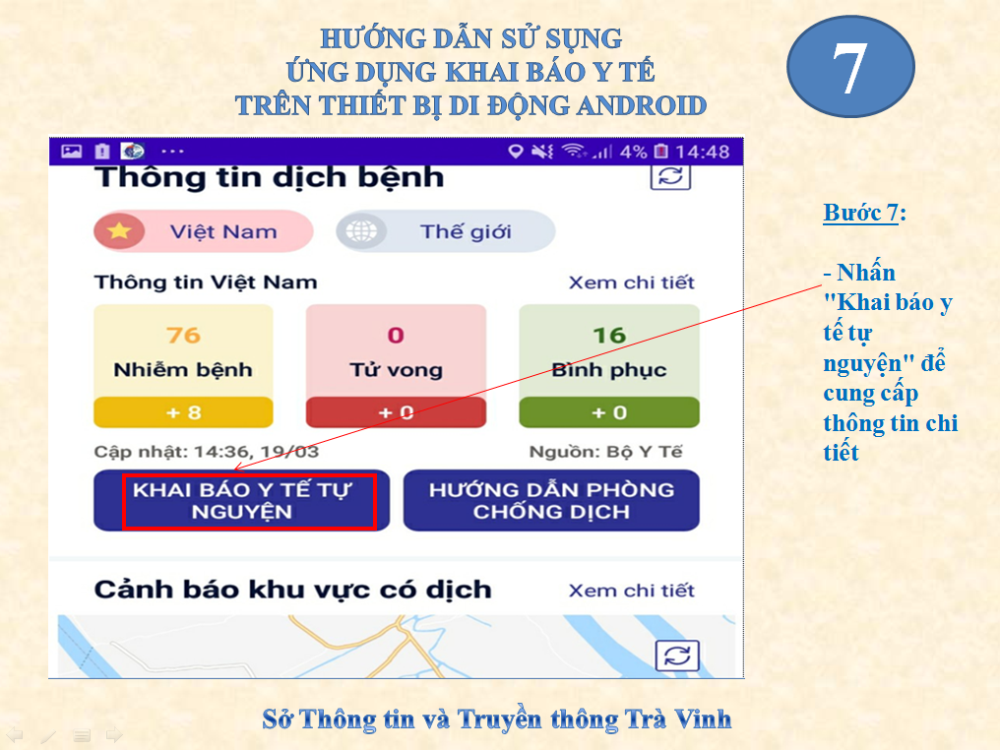 HƯỚNG DẪN SỬ SỤNG
ỨNG DỤNG KHAI BÁO Y TẾ
TRÊN THIẾT BỊ DI ĐỘNG ANDROID
7
4% 14:48
Thông tin dịch bệnh
Việt Nam Thế giới
Thông tin Việt Nam Xem chi tiết
76 0 16
Nhiễm bệnh Tử vong Bình phục
+ 8 + 0 + 0
Cập nhật: 14:36, 19/03 Nguồn: Bộ Y Tế
KHAI BÁO Y TẾ TỰ
NGUYỆN
HƯỚNG DẪN PHÒNG
CHỐNG DỊCH
Cảnh báo khu vực có dịch Xem chi tiết
Bước 7:
- Nhấn
"Khai báo y
tế tự
nguyện" để
cung cấp
thông tin chi
tiết
Sở Thông tin và Truyền thông Trà Vinh